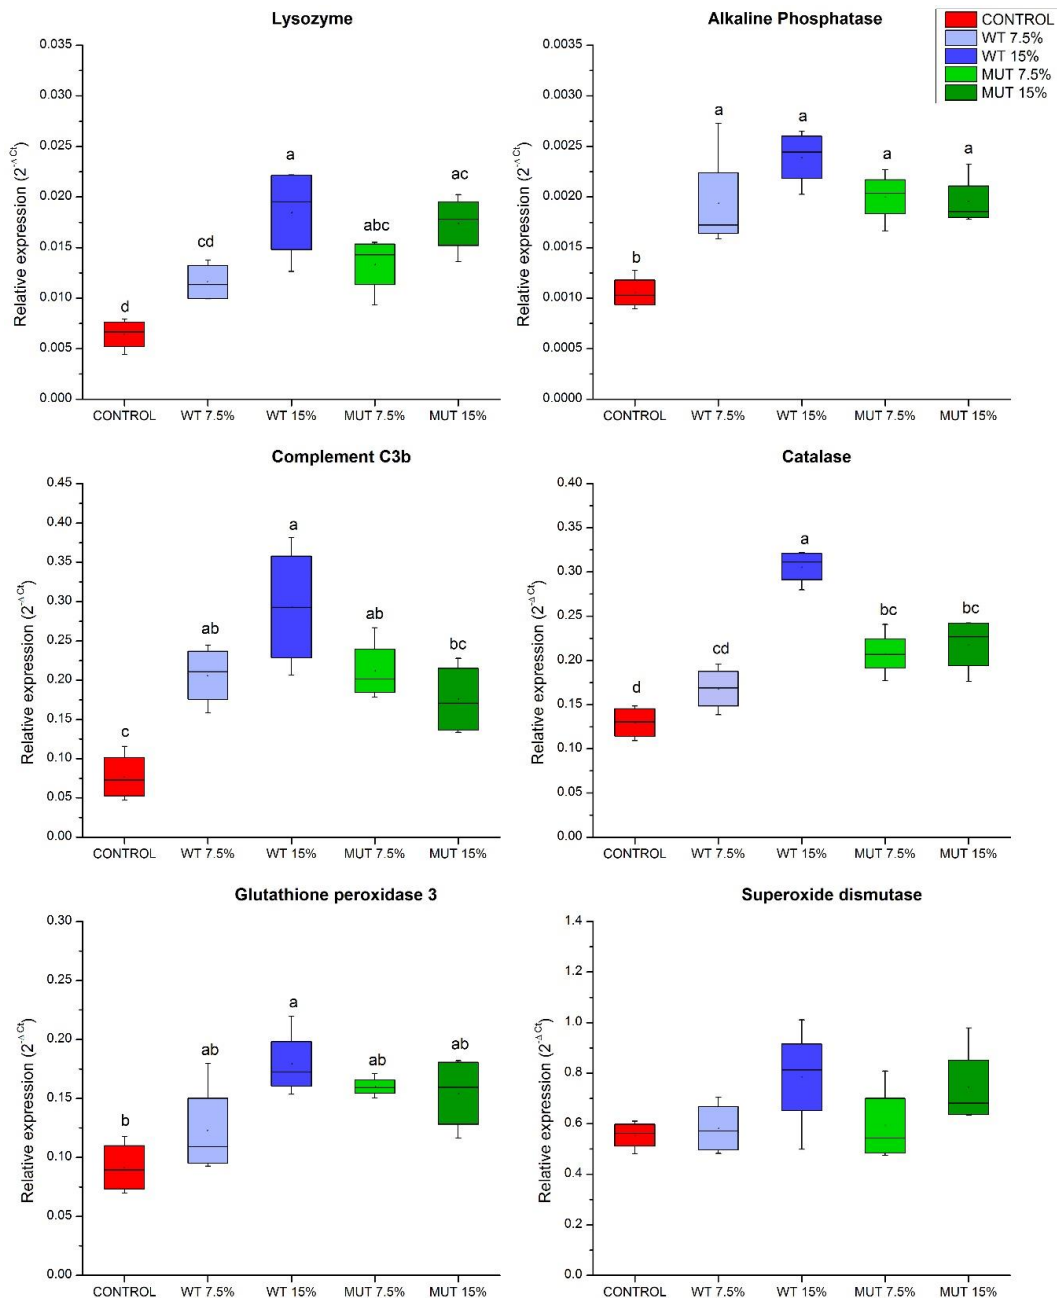 Lysozyme
Relative expression (2^-Δ Ct)
0.035
0.030
0.025
0.020
0.015
0.010
0.005
0.000
d
cd
a
abc
ac
CONTROL WT 7.5% WT 15% MUT 7.5% MUT 15%
Alkaline Phosphatase
CONTROL
WT 7.5%
WT 15%
MUT 7.5%
MUT 15%
Relative expression (2^-Δ Ct)
0.0035
0.0030
0.0025
0.0020
0.0015
0.0010
0.0005
0.0000
b
a
a
a
a
CONTROL WT 7.5% WT 15% MUT 7.5% MUT 15%
Complement C3b
Relative expression (2^-Δ Ct)
0.45
0.40
0.35
0.30
0.25
0.20
0.15
0.10
0.05
0.00
c
ab
a
ab
bc
CONTROL WT 7.5% WT 15% MUT 7.5% MUT 15%
Catalase
Relative expression (2^-Δ Ct)
0.40
0.35
0.30
0.25
0.20
0.15
0.10
0.05
0.00
d
cd
a
bc
bc
CONTROL WT 7.5% WT 15% MUT 7.5% MUT 15%
Glutathione peroxidase 3
Relative expression (2^-Δ Ct)
0.30
0.25
0.20
0.15
0.10
0.05
0.00
b
ab
a
ab
ab
CONTROL WT 7.5% WT 15% MUT 7.5% MUT 15%
Superoxide dismutase
Relative expression (2^-Δ Ct)
1.4
1.2
1.0
0.8
0.6
0.4
0.2
0.0
CONTROL WT 7.5% WT 15% MUT 7.5% MUT 15%